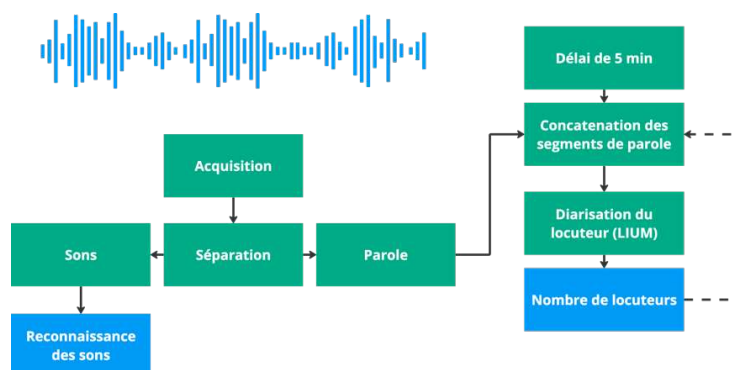 Délai de 5 min
Concatenation des
segments de parole
Acquisition
Diarisation du
locuteur (LIUM)
Sons
Séparation
Parole
Nombre de locuteurs
Reconnaissance
des sons